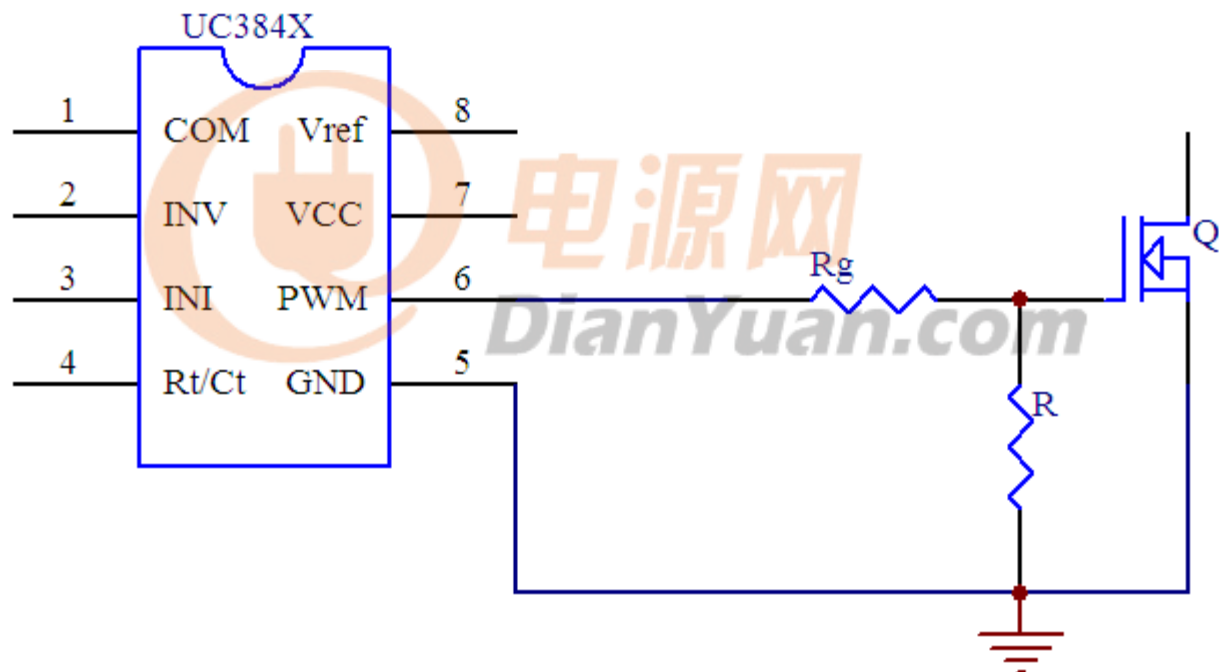 UC384X
1 COM Vref 8
2 INV VCC 7
3 INI PWM 6
4 Rt/Ct GND 5
Rg
Q
R
电源网
DianYuan.com